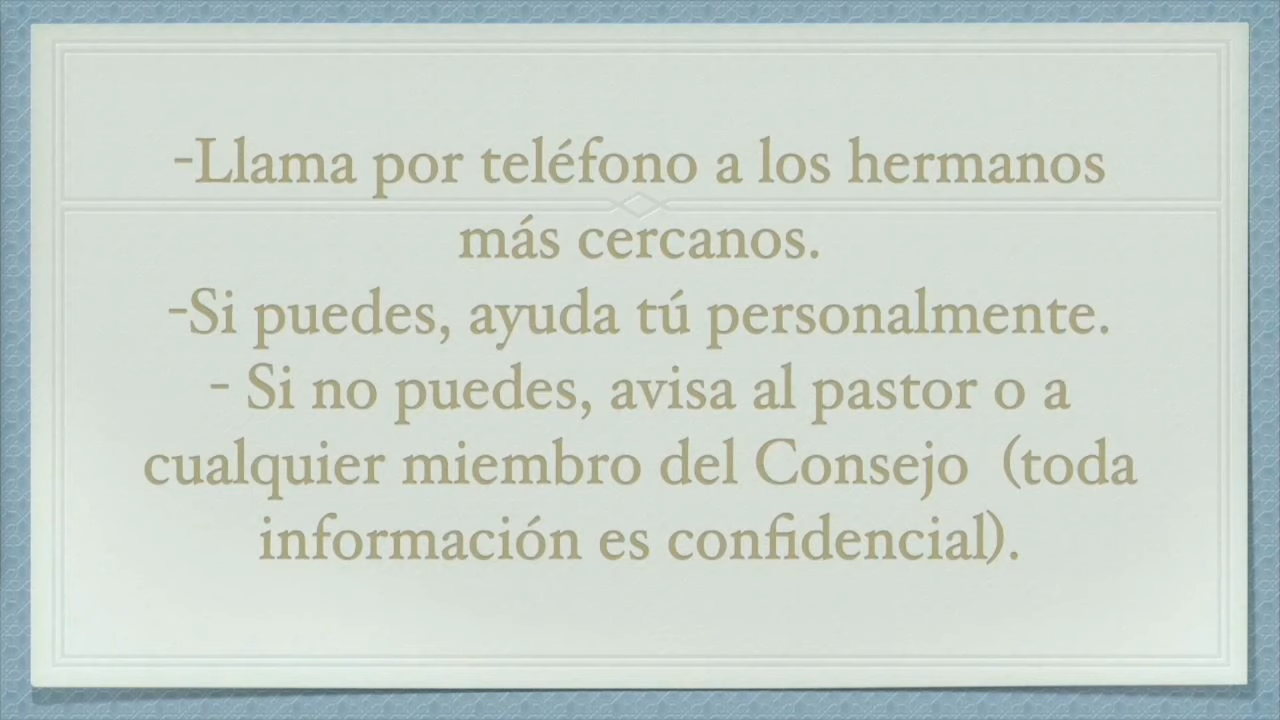 -Llama por teléfono a los hermanos
más cercanos.
-Si puedes, ayuda tú personalmente.
- Si no puedes, avisa al pastor o a
cualquier miembro del Consejo (toda
información es confidencial).